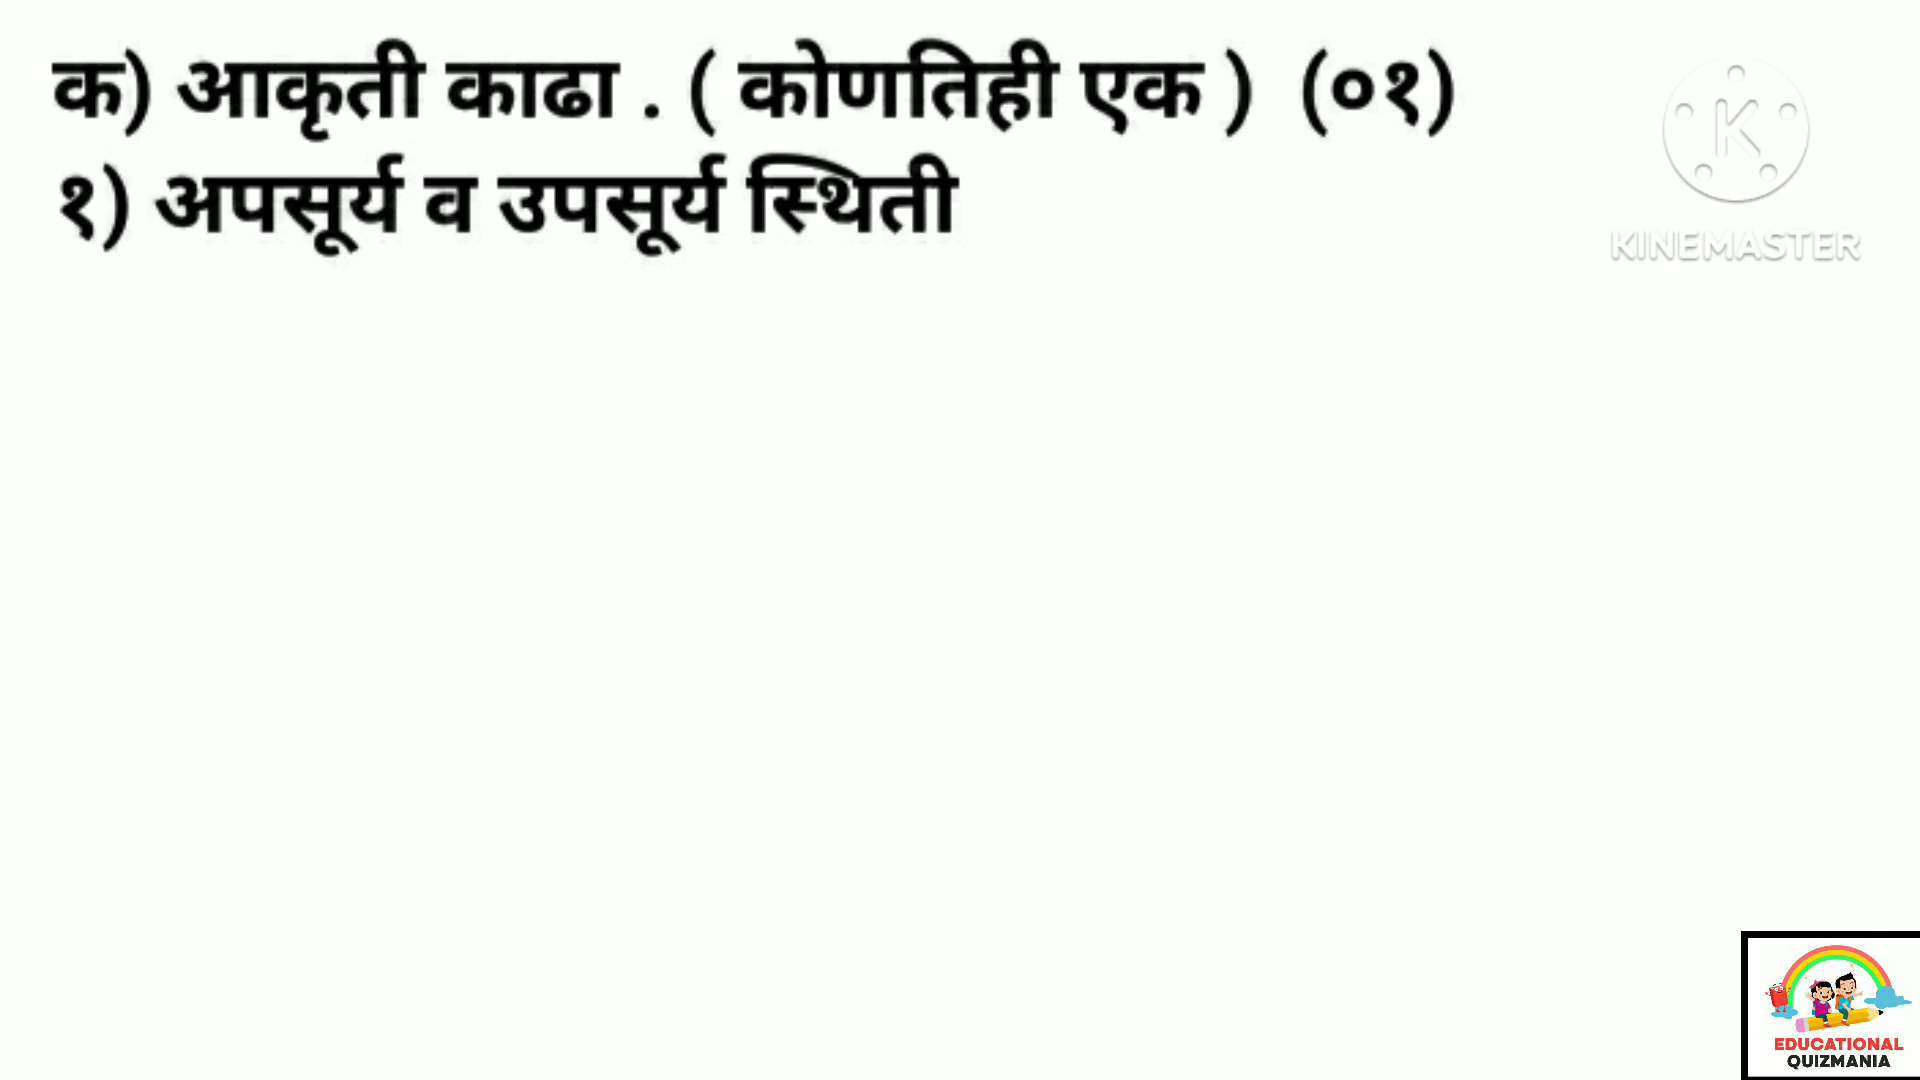 क) आकृती काढा . ( कोणतिही एक ) (०१)
१) अपसूर्य व उपसूर्य स्थिती
K
KINEMASTER
EDUCATIONAL
QUIZMANIA